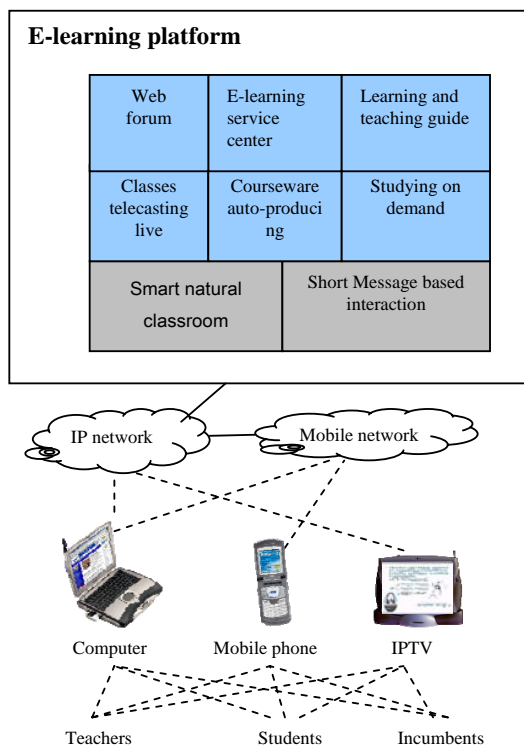 E-learning platform
Web
forum
E-learning
service
center
Learning and
teaching guide
Classes
telecasting
live
Courseware
auto-produci
ng
Studying on
demand
Smart natural
classroom
Short Message based
interaction
IP network
Mobile network
Computer
Mobile phone
IPTV
Teachers
Students
Incumbents